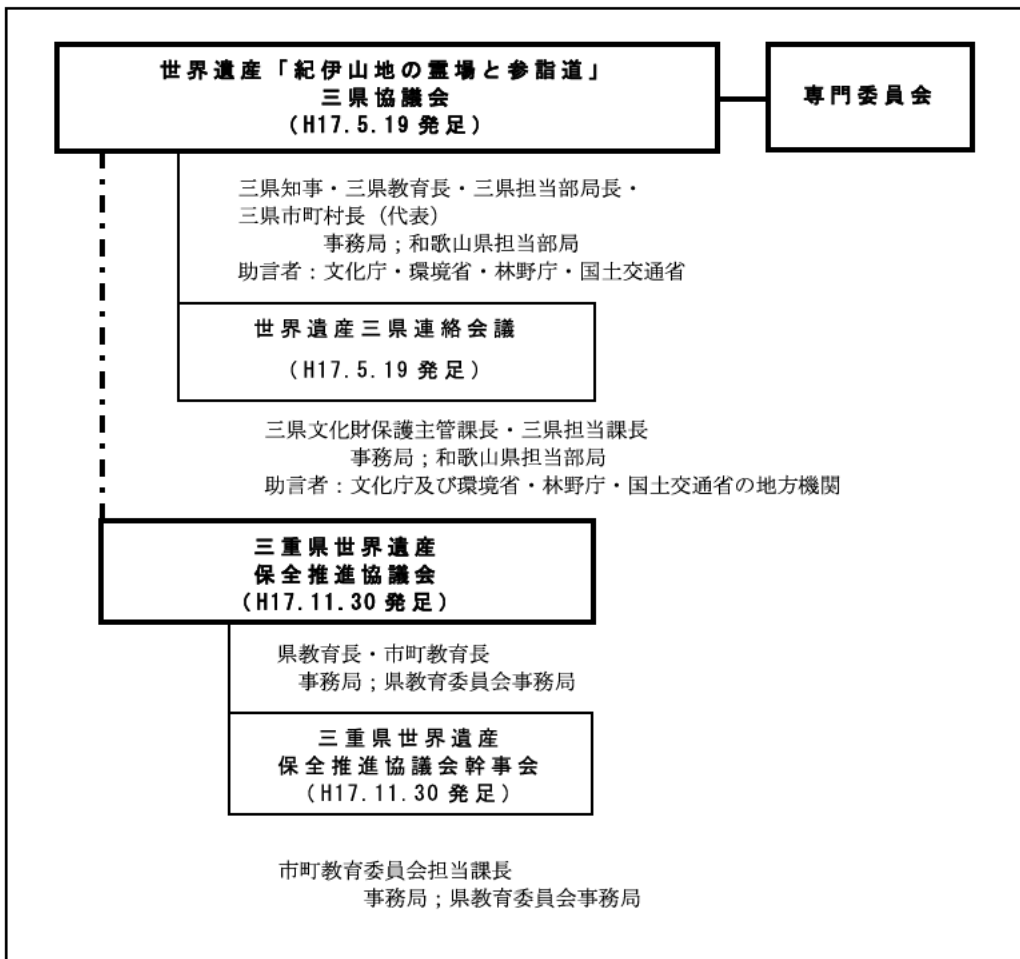 世界遺産「紀伊山地の霊場と参詣道」
三県協議会
(H17.5.19 発足)
専門委員会
三県知事・三県教育長・三県担当部局長・
三県市町村長（代表）
事務局；和歌山県担当部局
助言者：文化庁・環境省・林野庁・国土交通省
世界遺産三県連絡会議
(H17.5.19 発足)
三県文化財保護主管課長・三県担当課長
事務局；和歌山県担当部局
助言者：文化庁及び環境省・林野庁・国土交通省の地方機関
三重県世界遺産
保全推進協議会
(H17.11.30 発足)
県教育長・市町教育長
事務局；県教育委員会事務局
三重県世界遺産
保全推進協議会幹事会
(H17.11.30 発足)
市町教育委員会担当課長
事務局；県教育委員会事務局